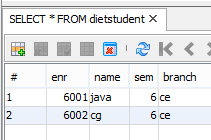 SELECT * FROM dietstudent
# enr name sem branch
1 6001 java 6 ce
2 6002 cg 6 ce